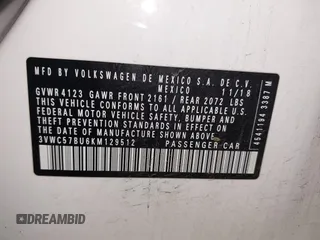 MFD BY VOLKSWAGEN DE MEXICO S.A. DE C.V.
MEXICO 11/18
GVWR 4123 GAWR FRONT 2161 / REAR 2072 LBS
THIS VEHICLE CONFORMS TO ALL APPLICABLE U.S.
FEDERAL MOTOR VEHICLE SAFETY, BUMPER AND
THEFT PREVENTION STANDARDS IN EFFECT ON THE
DATE OF MANUFACTURE SHOWN ABOVE.
3VWC57BU6KM129512 PASSENGER CAR
4541194 3387 M
DREAMBID